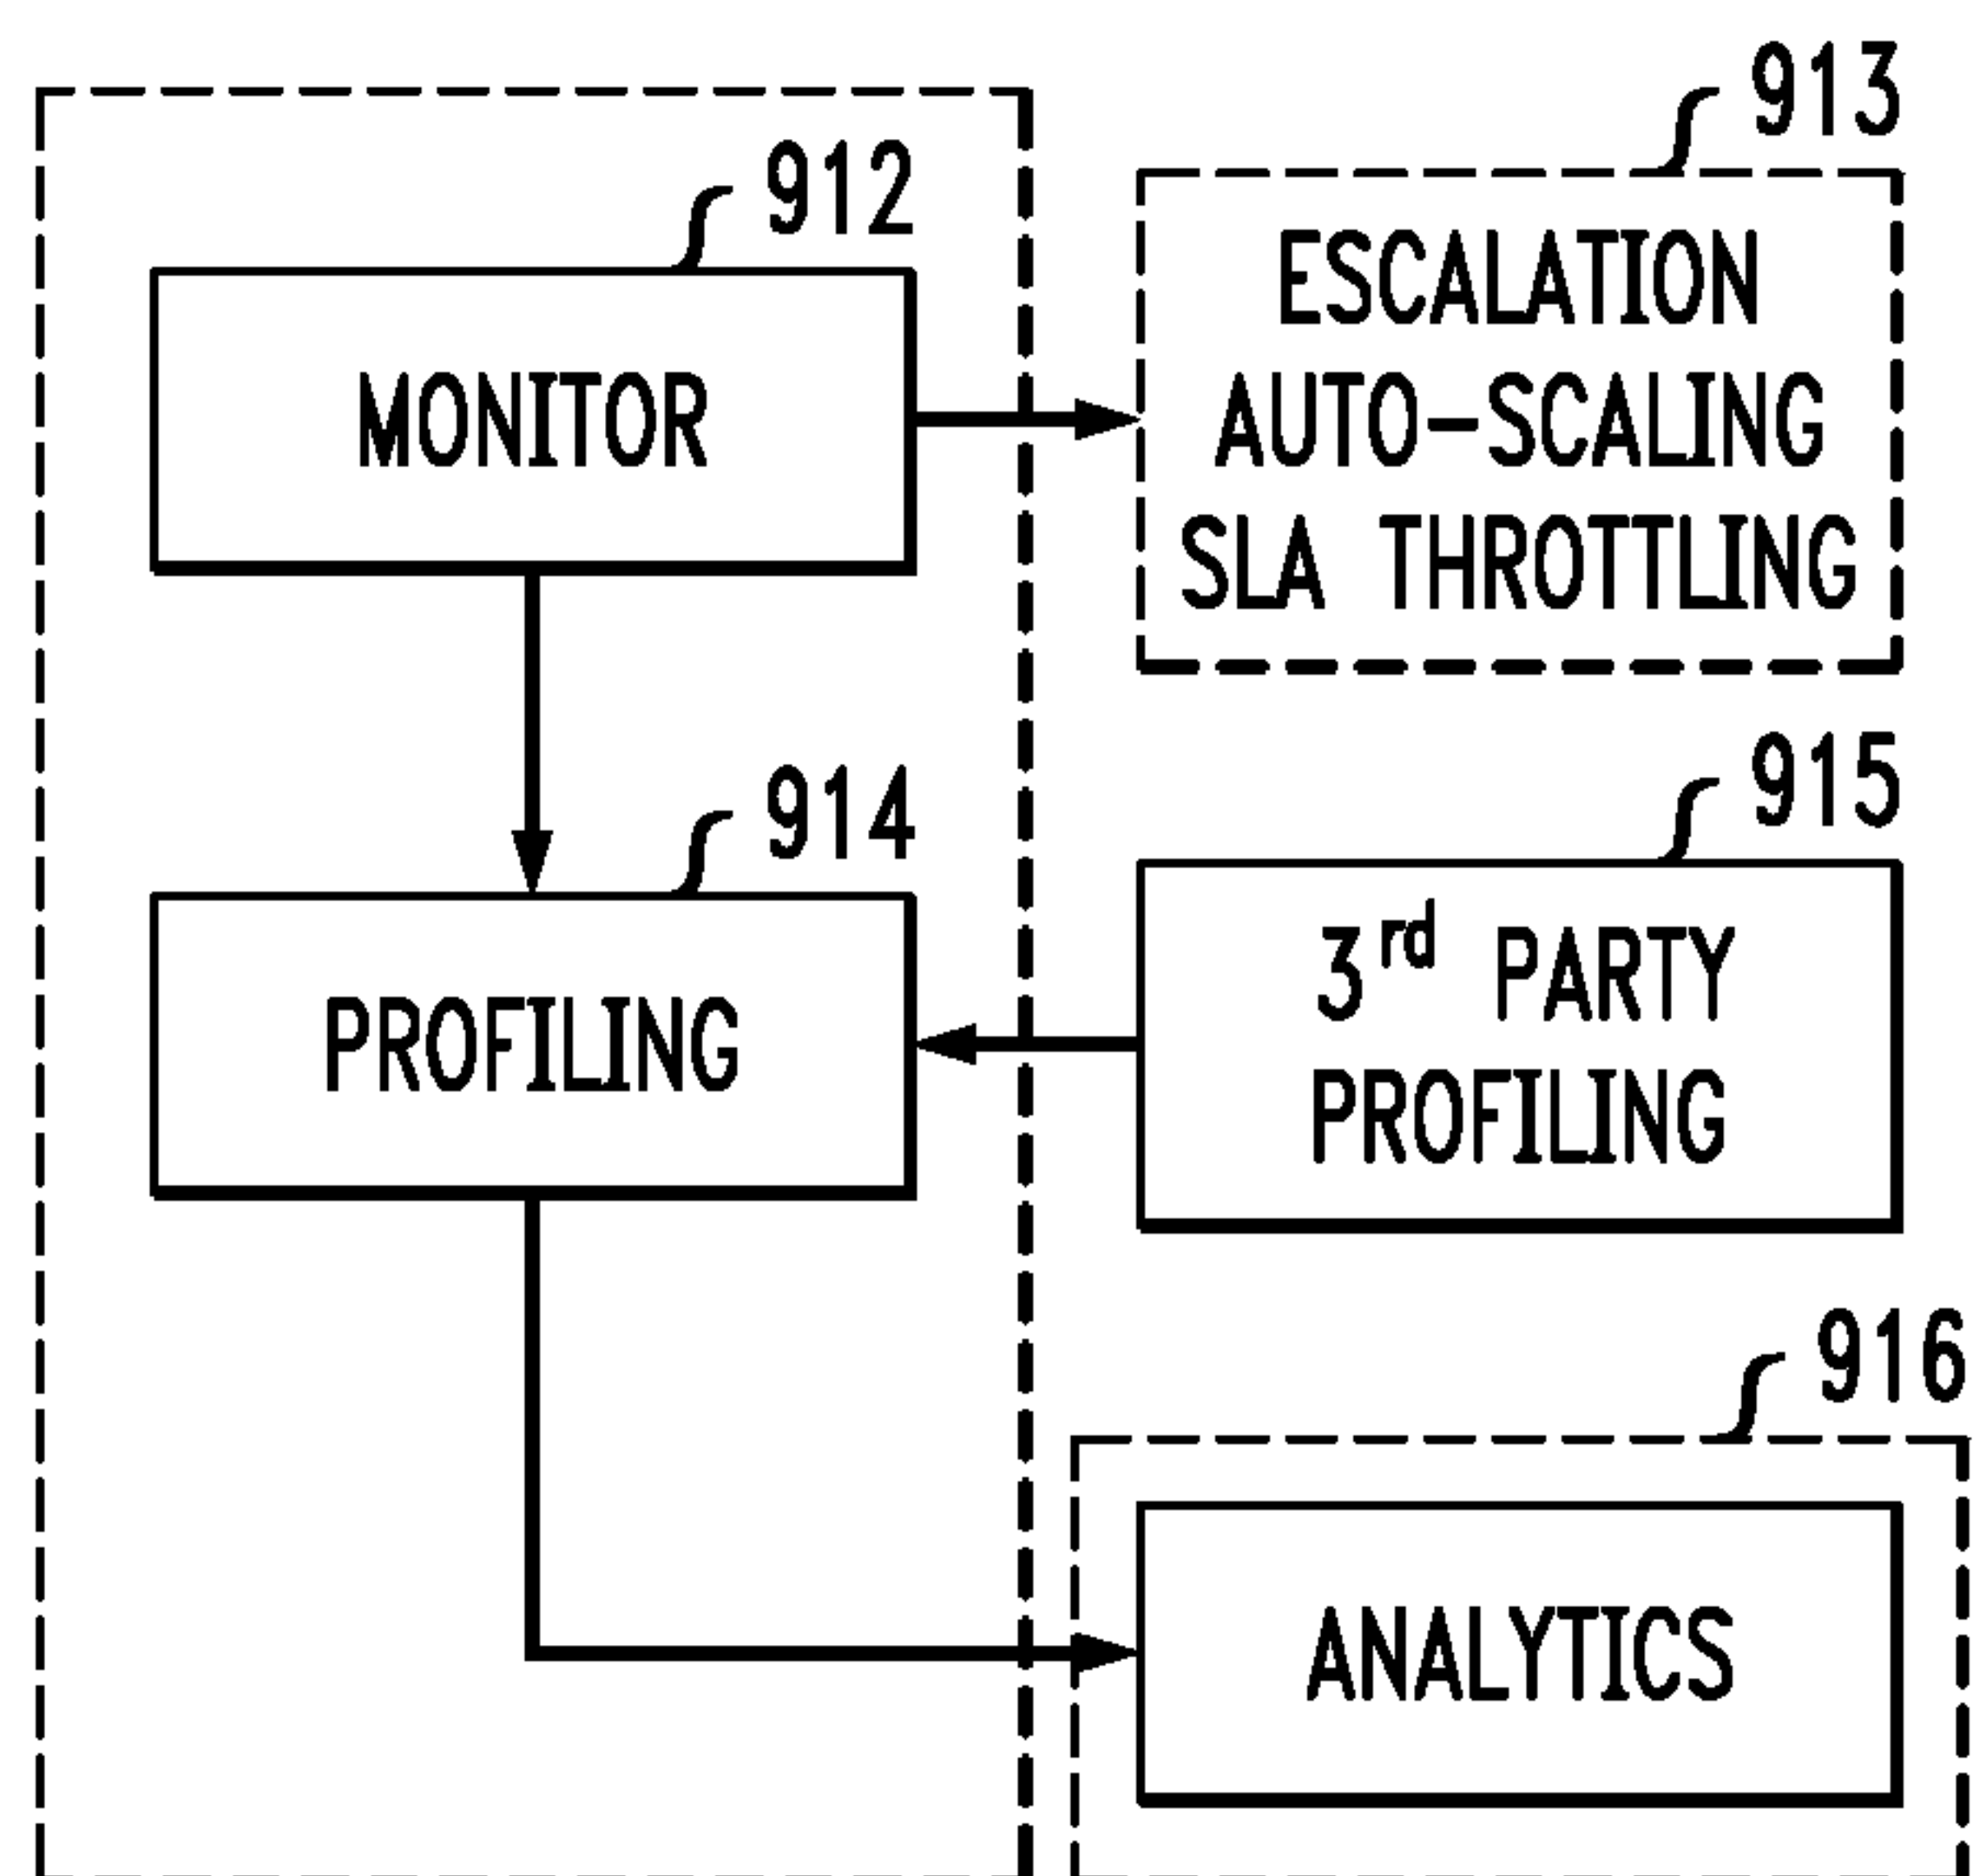 913
912
ESCALATION
AUTO-SCALING
SLA THROTTLING
MONITOR
915
914
3rd PARTY
PROFILING
PROFILING
916
ANALYTICS